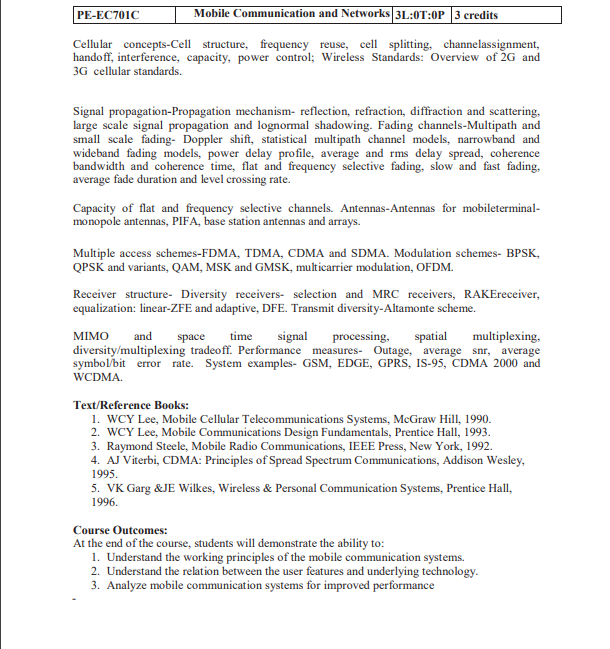 PE-EC701C Mobile Communication and Networks 3L:0T:0P 3 credits
Cellular concepts-Cell structure, frequency reuse, cell splitting, channelassignment,
handoff, interference, capacity, power control; Wireless Standards: Overview of 2G and
3G cellular standards.
Signal propagation-Propagation mechanism- reflection, refraction, diffraction and scattering,
large scale signal propagation and lognormal shadowing. Fading channels-Multipath and
small scale fading- Doppler shift, statistical multipath channel models, narrowband and
wideband fading models, power delay profile, average and rms delay spread, coherence
bandwidth and coherence time, flat and frequency selective fading, slow and fast fading,
average fade duration and level crossing rate.
Capacity of flat and frequency selective channels. Antennas-Antennas for mobileterminal-
monopole antennas, PIFA, base station antennas and arrays.
Multiple access schemes-FDMA, TDMA, CDMA and SDMA. Modulation schemes- BPSK,
QPSK and variants, QAM, MSK and GMSK, multicarrier modulation, OFDM.
Receiver structure- Diversity receivers- selection and MRC receivers, RAKEreceiver,
equalization: linear-ZFE and adaptive, DFE. Transmit diversity-Altamonte scheme.
MIMO and space time signal processing, spatial multiplexing,
diversity/multiplexing tradeoff. Performance measures- Outage, average snr, average
symbol/bit error rate. System examples- GSM, EDGE, GPRS, IS-95, CDMA 2000 and
WCDMA.
Text/Reference Books:
1. WCY Lee, Mobile Cellular Telecommunications Systems, McGraw Hill, 1990.
2. WCY Lee, Mobile Communications Design Fundamentals, Prentice Hall, 1993.
3. Raymond Steele, Mobile Radio Communications, IEEE Press, New York, 1992.
4. AJ Viterbi, CDMA: Principles of Spread Spectrum Communications, Addison Wesley,
1995.
5. VK Garg &JE Wilkes, Wireless & Personal Communication Systems, Prentice Hall,
1996.
Course Outcomes:
At the end of the course, students will demonstrate the ability to:
1. Understand the working principles of the mobile communication systems.
2. Understand the relation between the user features and underlying technology.
3. Analyze mobile communication systems for improved performance
-